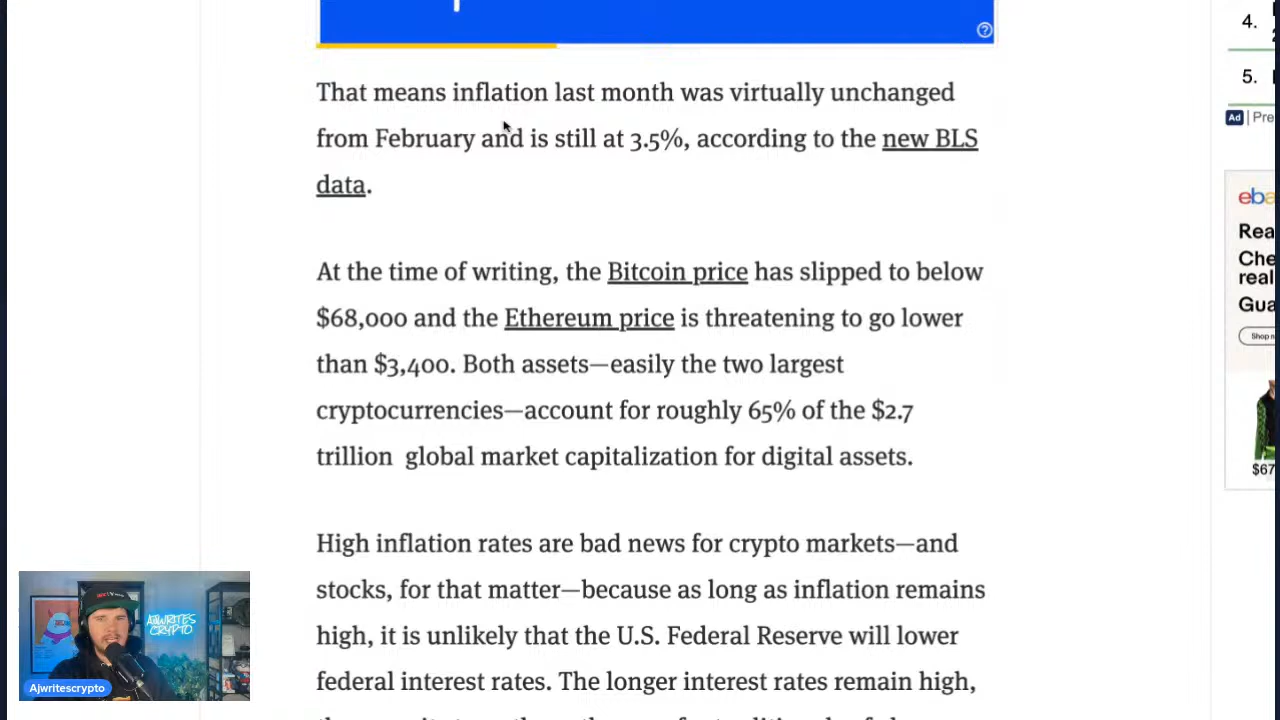 That means inflation last month was virtually unchanged
from February and is still at 3.5%, according to the new BLS
data.
At the time of writing, the Bitcoin price has slipped to below
$68,000 and the Ethereum price is threatening to go lower
than $3,400. Both assets—easily the two largest
cryptocurrencies—account for roughly 65% of the $2.7
trillion global market capitalization for digital assets.
High inflation rates are bad news for crypto markets—and
stocks, for that matter—because as long as inflation remains
high, it is unlikely that the U.S. Federal Reserve will lower
federal interest rates. The longer interest rates remain high,
4.
5.
Ad | Pre
eba
Rea
Che
real
Gua
Shop n
$67
AJWRITES
CRYPTO
Ajwritescrypto